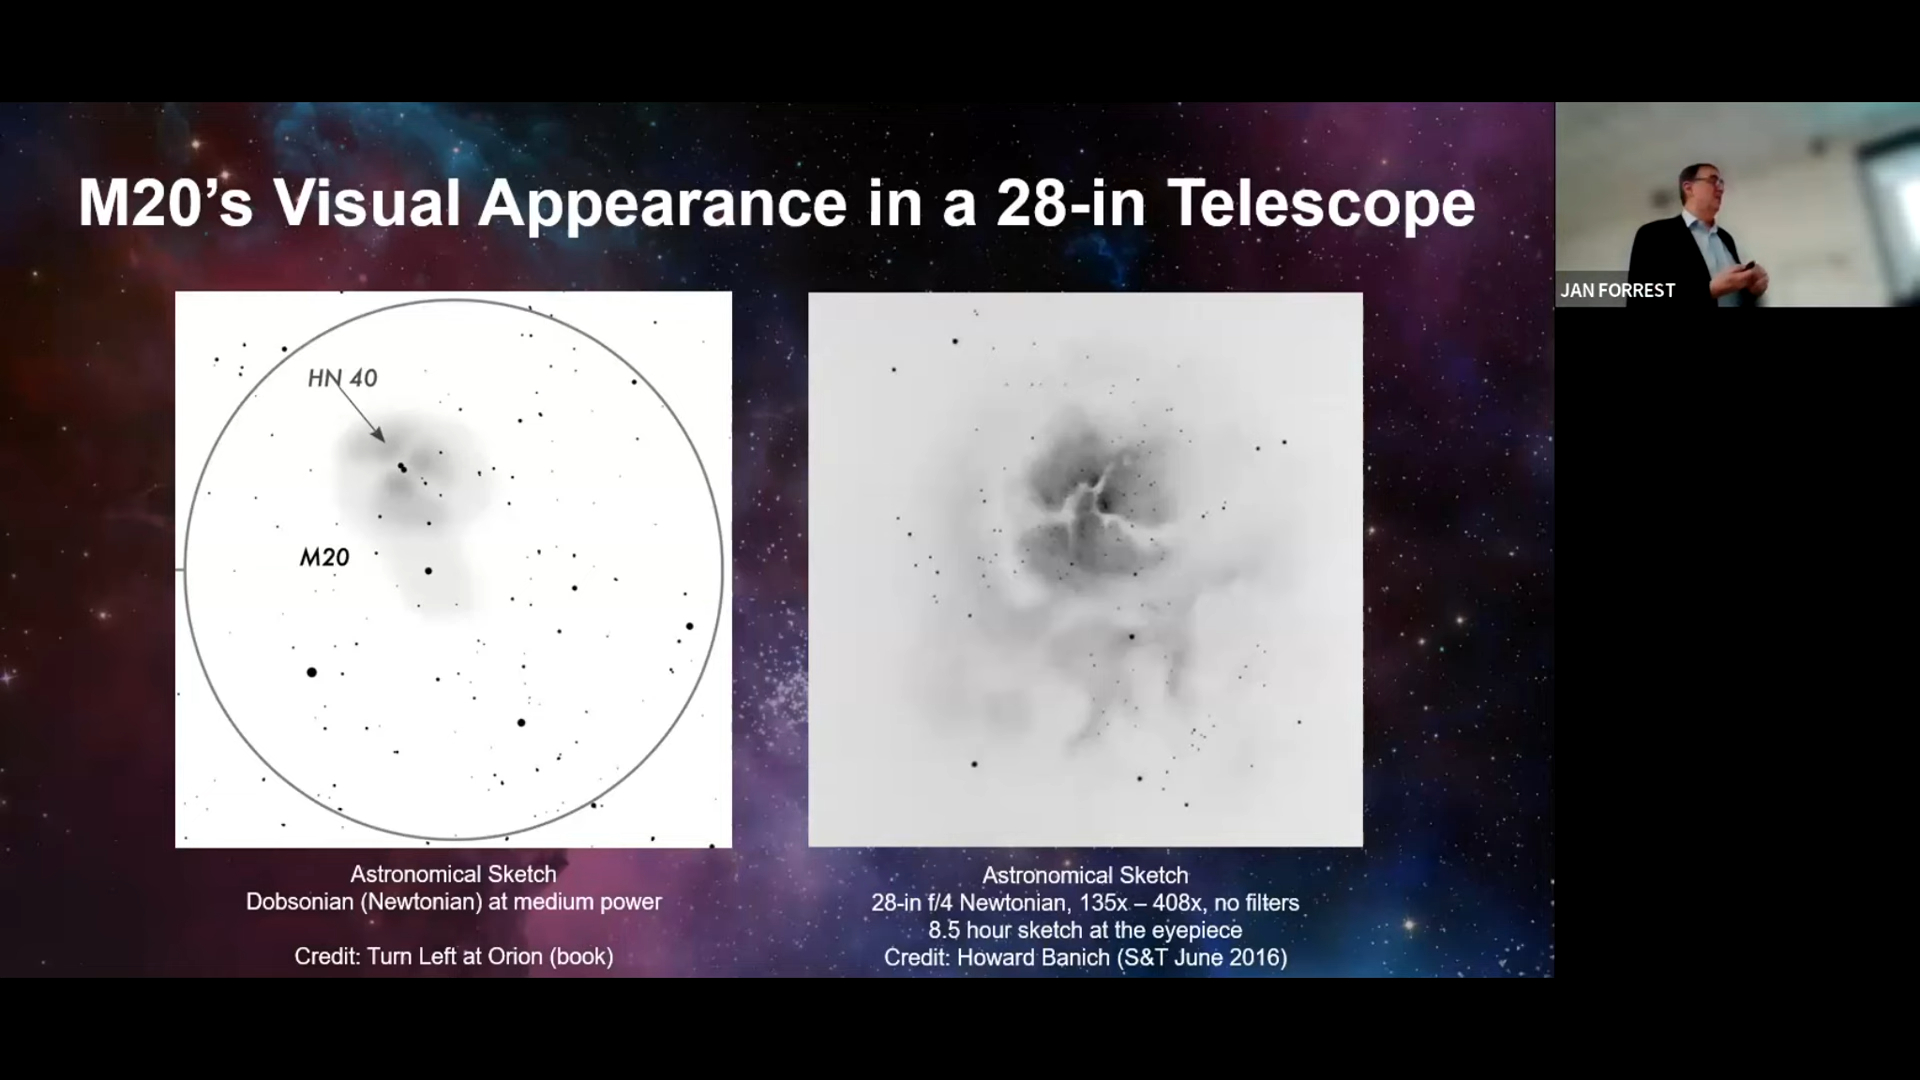 M20’s Visual Appearance in a 28-in Telescope
JAN FORREST
HN 40
M20
Astronomical Sketch
Dobsonian (Newtonian) at medium power
Credit: Turn Left at Orion (book)
Astronomical Sketch
28-in f/4 Newtonian, 135x – 408x, no filters
8.5 hour sketch at the eyepiece
Credit: Howard Banich (S&T June 2016)